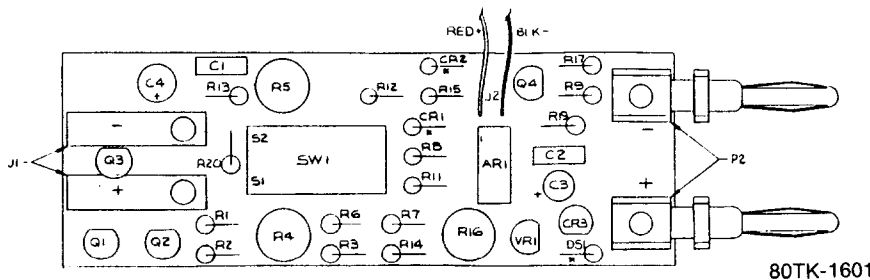 RED+ BLK-
C1 CR2 R17
C4 + R13 R5 R12 R15 J2 Q4 R9
J1 - S2 CR1 R19 -
Q3 R20 SW1 R8 AR1 C2 P2
+ S1 R11 + C3 +
R1 R6 R7 CR3
Q1 Q2 R4 R16 VR1
R2 R3 R14 DS1
80TK-1601